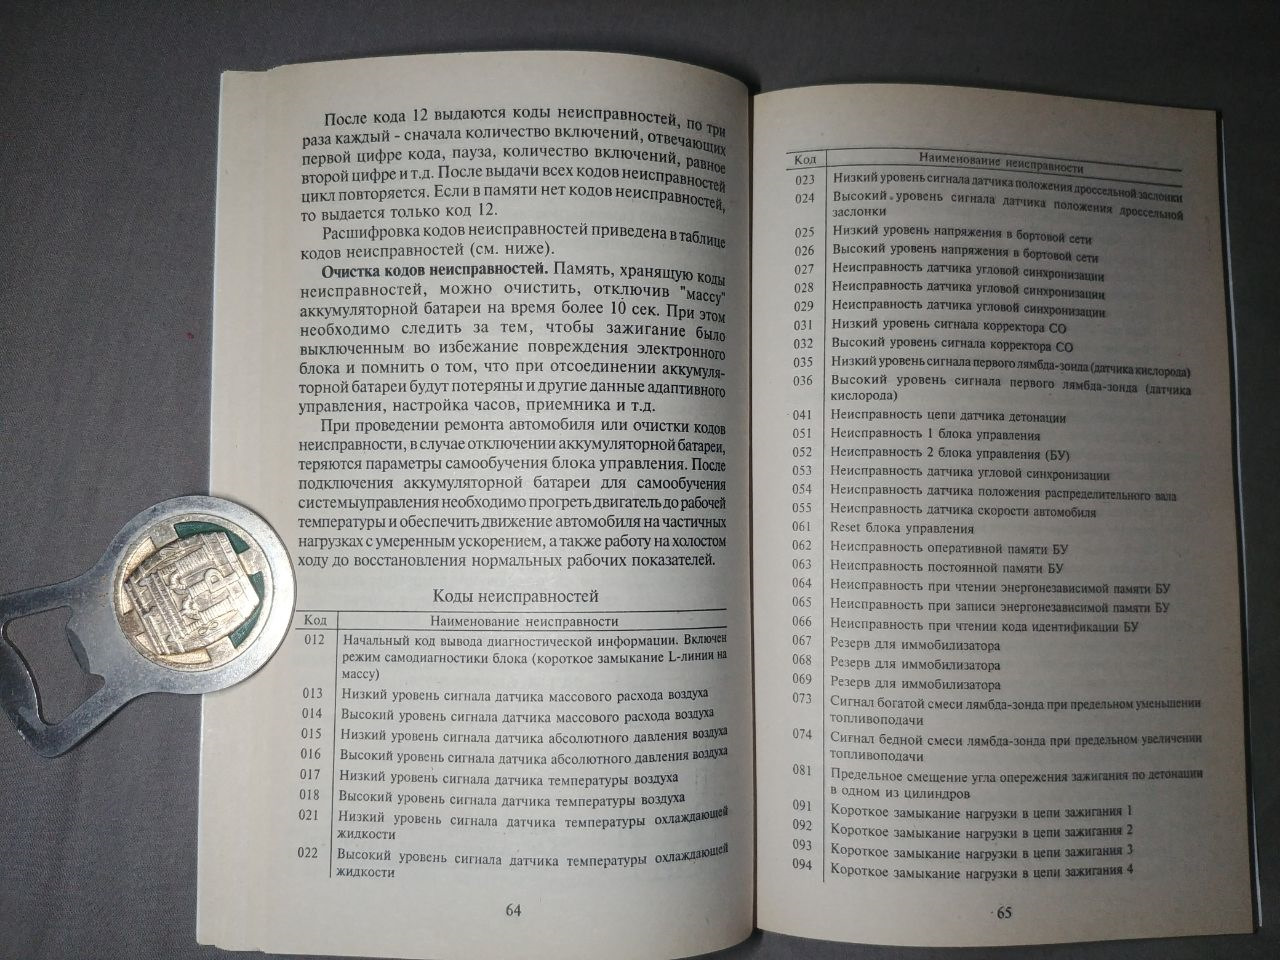 После кода 12 выдаются коды неисправностей, по три
раза каждый - сначала количество включений, отвечающих
первой цифре кода, пауза, количество включений, равное
второй цифре и т.д. После выдачи всех кодов неисправностей
цикл повторяется. Если в памяти нет кодов неисправностей,
то выдается только код 12.
Расшифровка кодов неисправностей приведена в таблице
кодов неисправностей (см. ниже).
Очистка кодов неисправностей. Память, хранящую коды
неисправностей, можно очистить, отключив "массу"
аккумуляторной батареи на время более 10 сек. При этом
необходимо следить за тем, чтобы зажигание было
выключенным во избежание повреждения электронного
блока и помнить о том, что при отсоединении аккумуля-
торной батареи будут потеряны и другие данные адаптивного
управления, настройка часов, приемника и т.д.
При проведении ремонта автомобиля или очистки кодов
неисправности, в случае отключении аккумуляторной батареи,
теряются параметры самообучения блока управления. После
подключения аккумуляторной батареи для самообучения
системыуправления необходимо прогреть двигатель до рабочей
температуры и обеспечить движение автомобиля на частичных
нагрузках с умеренным ускорением, а также работу на холостом
ходу до восстановления нормальных рабочих показателей.
Коды неисправностей
Код Наименование неисправности
012 Начальный код вывода диагностической информации. Включен
режим самодиагностики блока (короткое замыкание L-линии на
массу)
013 Низкий уровень сигнала датчика массового расхода воздуха
014 Высокий уровень сигнала датчика массового расхода воздуха
015 Низкий уровень сигнала датчика абсолютного давления воздуха
016 Высокий уровень сигнала датчика абсолютного давления воздуха
017 Низкий уровень сигнала датчика температуры воздуха
018 Высокий уровень сигнала датчика температуры воздуха
021 Низкий уровень сигнала датчика температуры охлаждающей
жидкости
022 Высокий уровень сигнала датчика температуры охлаждающей
жидкости
64
Код Наименование неисправности
023 Низкий уровень сигнала датчика положения дроссельной заслонки
024 Высокий уровень сигнала датчика положения дроссельной
заслонки
025 Низкий уровень напряжения в бортовой сети
026 Высокий уровень напряжения в бортовой сети
027 Неисправность датчика угловой синхронизации
028 Неисправность датчика угловой синхронизации
029 Неисправность датчика угловой синхронизации
031 Низкий уровень сигнала корректора СО
032 Высокий уровень сигнала корректора СО
035 Низкий уровень сигнала первого лямбда-зонда (датчика кислорода)
036 Высокий уровень сигнала первого лямбда-зонда (датчика
кислорода)
041 Неисправность цепи датчика детонации
051 Неисправность 1 блока управления
052 Неисправность 2 блока управления (БУ)
053 Неисправность датчика угловой синхронизации
054 Неисправность датчика положения распределительного вала
055 Неисправность датчика скорости автомобиля
061 Reset блока управления
062 Неисправность оперативной памяти БУ
063 Неисправность постоянной памяти БУ
064 Неисправность при чтении энергонезависимой памяти БУ
065 Неисправность при записи энергонезависимой памяти БУ
066 Неисправность при чтении кода идентификации БУ
067 Резерв для иммобилизатора
068 Резерв для иммобилизатора
069 Резерв для иммобилизатора
073 Сигнал богатой смеси лямбда-зонда при предельном уменьшении
топливоподачи
074 Сигнал бедной смеси лямбда-зонда при предельном увеличении
топливоподачи
081 Предельное смещение угла опережения зажигания по детонации
в одном из цилиндров
091 Короткое замыкание нагрузки в цепи зажигания 1
092 Короткое замыкание нагрузки в цепи зажигания 2
093 Короткое замыкание нагрузки в цепи зажигания 3
094 Короткое замыкание нагрузки в цепи зажигания 4
65